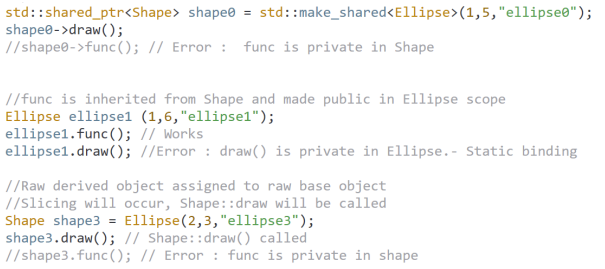 std::shared_ptr<Shape> shape0 = std::make_shared<Ellipse>(1,5,"ellipse0");
shape0->draw();
//shape0->func(); // Error :  func is private in Shape
//func is inherited from Shape and made public in Ellipse scope
Ellipse ellipse1 (1,6,"ellipse1");
ellipse1.func(); // Works
ellipse1.draw(); //Error : draw() is private in Ellipse.- Static binding
//Raw derived object assigned to raw base object
//Slicing will occur, Shape::draw will be called
Shape shape3 = Ellipse(2,3,"ellipse3");
shape3.draw(); // Shape::draw() called
//shape3.func(); // Error : func is private in shape